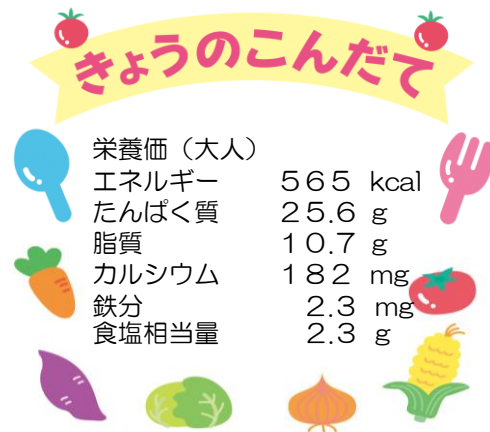 きょうのこんだて
栄養価（大人）
エネルギー ５６５ kcal
たんぱく質 ２５.６ g
脂質 １０.７ g
カルシウム １８２ mg
鉄分 ２.３ mg
食塩相当量 ２.３ g